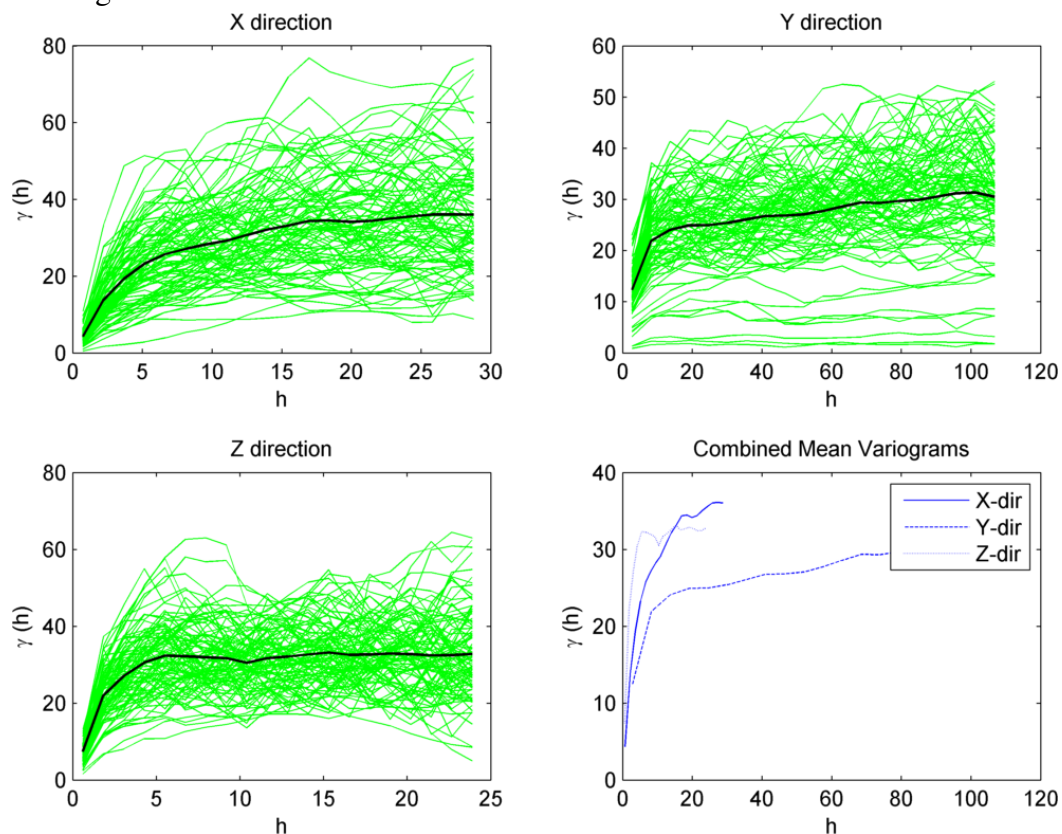 X direction
80
60
40
20
0
γ (h)
0 5 10 15 20 25 30
h
Y direction
60
50
40
30
20
10
0
γ (h)
0 20 40 60 80 100 120
h
Z direction
80
60
40
20
0
γ (h)
0 5 10 15 20 25
h
Combined Mean Variograms
40
30
20
10
0
γ (h)
X-dir
Y-dir
Z-dir
0 20 40 60 80 100 120
h